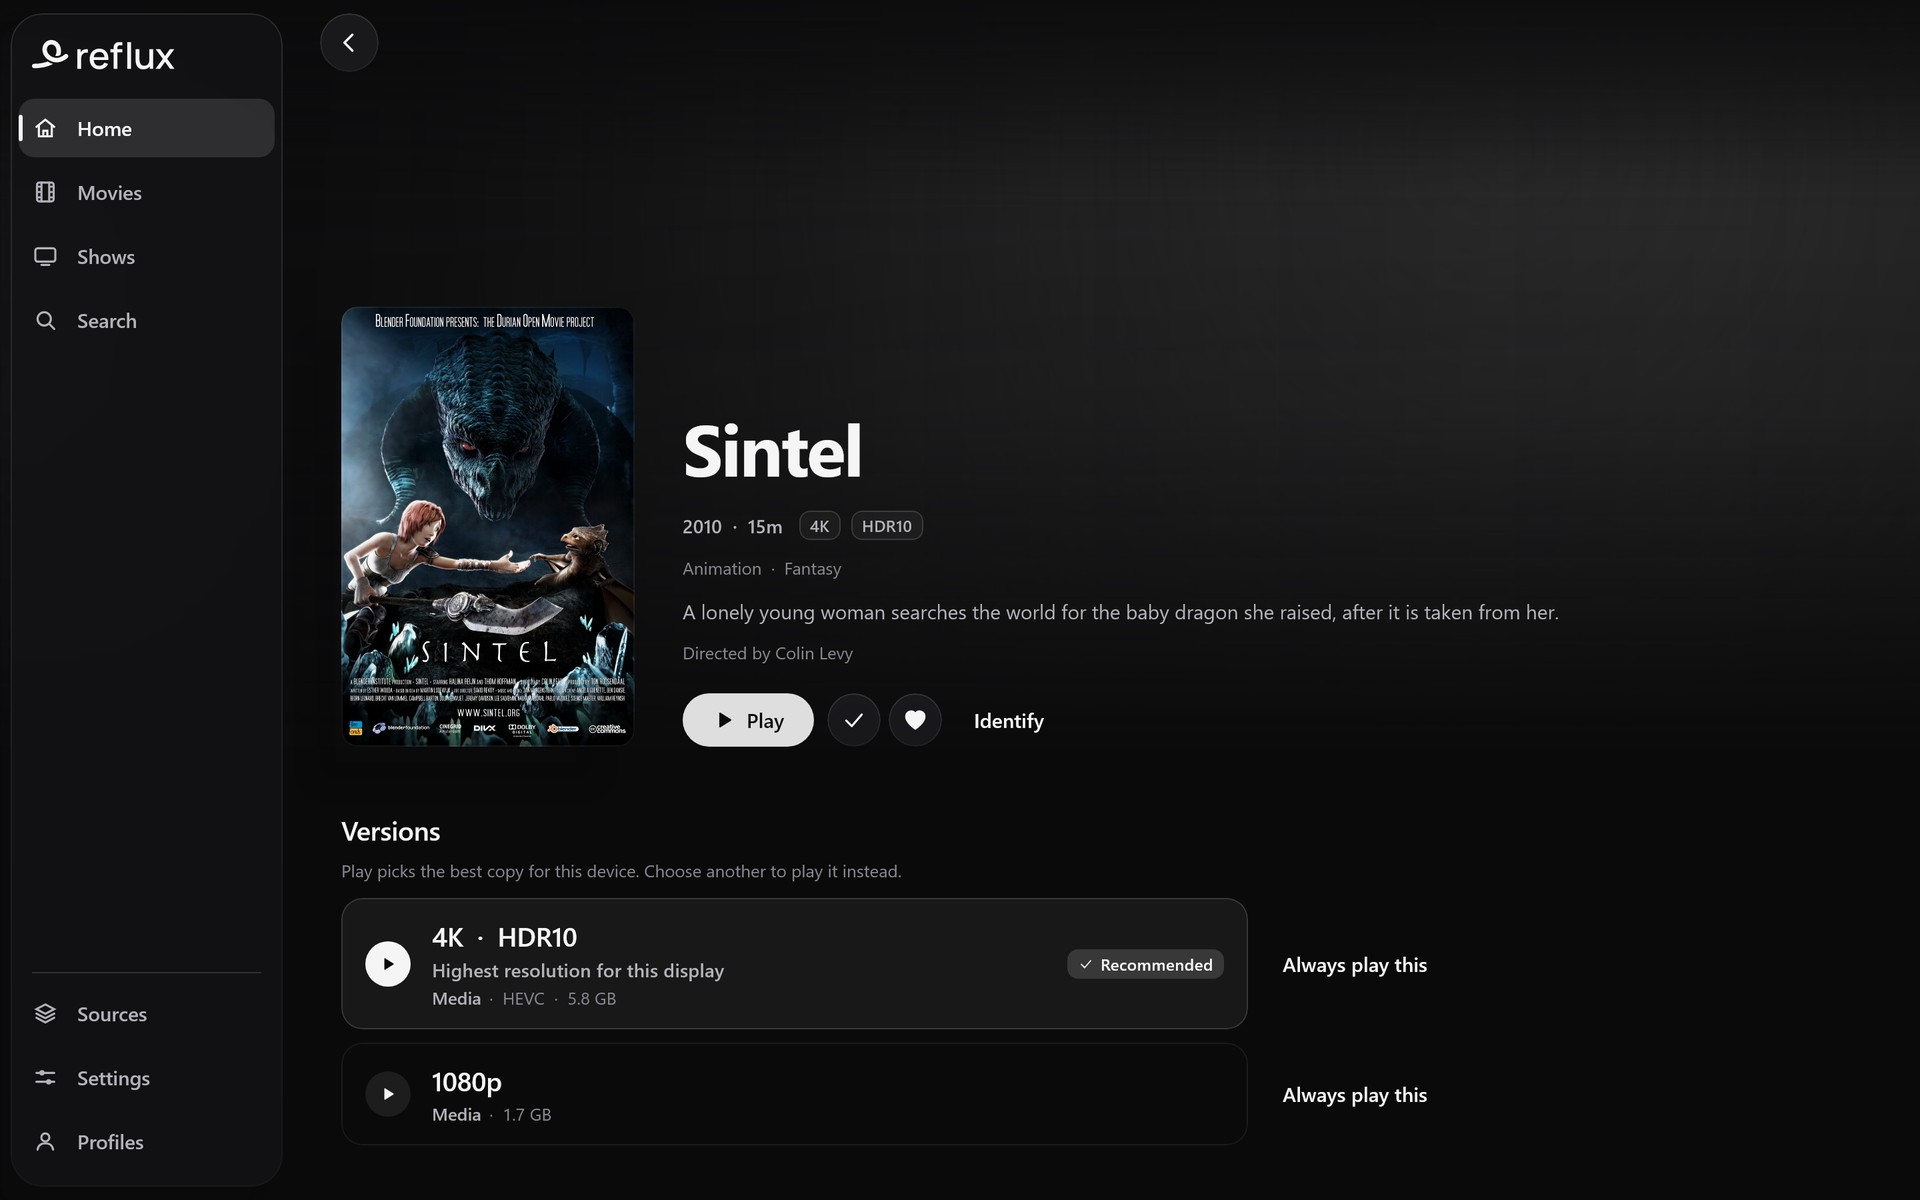 reflux
Home
Movies
Shows
Search
Sources
Settings
Profiles
BLENDER FOUNDATION PRESENTS: THE DURIAN OPEN MOVIE PROJECT
SINTEL
WWW.SINTEL.ORG
Sintel
2010 · 15m 4K HDR10
Animation · Fantasy
A lonely young woman searches the world for the baby dragon she raised, after it is taken from her.
Directed by Colin Levy
Play Identify
Versions
Play picks the best copy for this device. Choose another to play it instead.
4K · HDR10
Highest resolution for this display
Media · HEVC · 5.8 GB
Recommended
Always play this
1080p
Media · 1.7 GB
Always play this